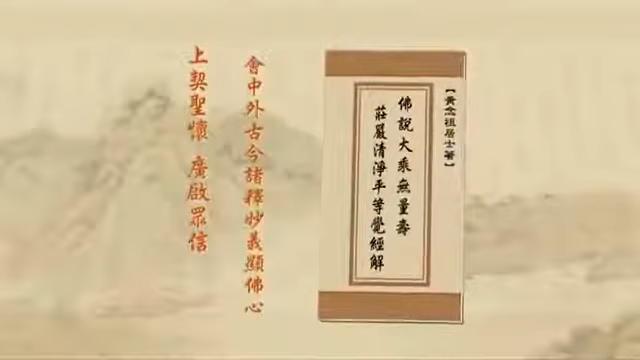 【黃念祖居士著】
佛說大乘無量壽
莊嚴清淨平等覺經解
會中外古今諸釋妙義顯佛心
上契聖懷 廣啟眾信